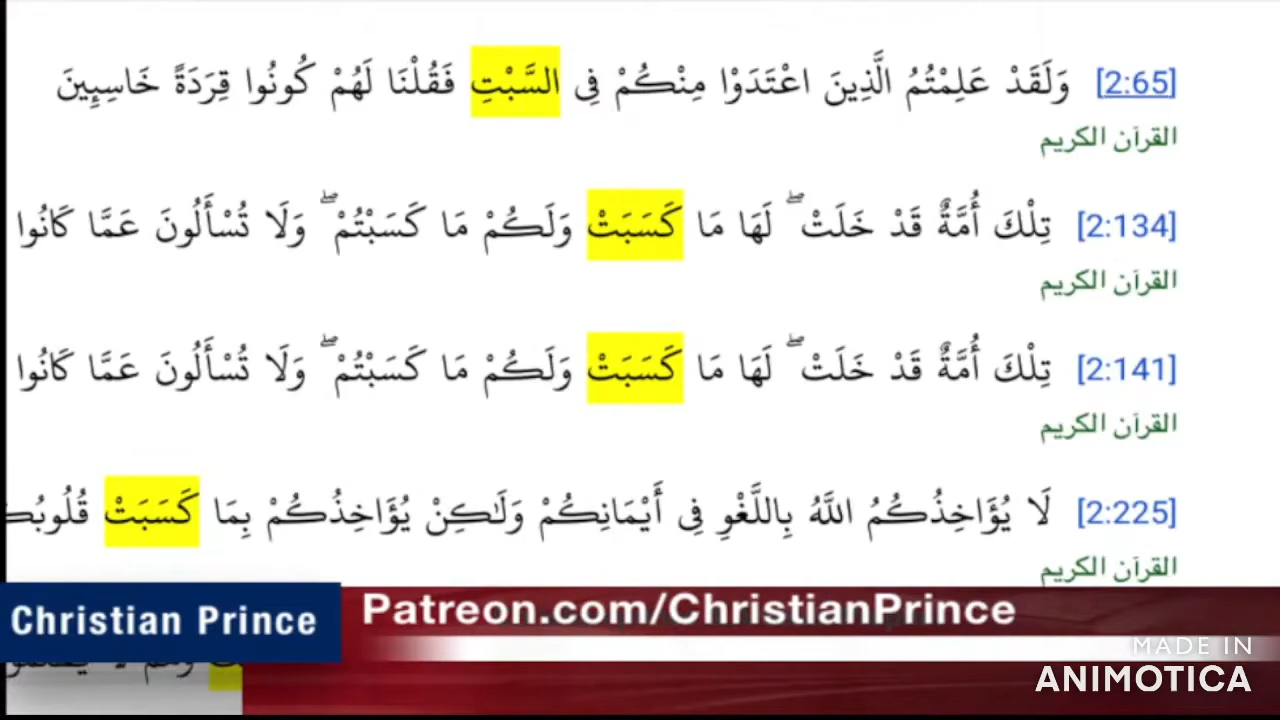 [2:65] وَلَقَدْ عَلِمْتُمُ الَّذِينَ اعْتَدَوْا مِنْكُمْ فِى السَّبْتِ فَقُلْنَا لَهُمْ كُونُوا قِرَدَةً خَاسِـِٕينَ
القرآن الكريم
[2:134] تِلْكَ أُمَّةٌ قَدْ خَلَتْ ۖ لَهَا مَا كَسَبَتْ وَلَكُمْ مَا كَسَبْتُمْ ۖ وَلَا تُسْأَلُونَ عَمَّا كَانُوا
القرآن الكريم
[2:141] تِلْكَ أُمَّةٌ قَدْ خَلَتْ ۖ لَهَا مَا كَسَبَتْ وَلَكُمْ مَا كَسَبْتُمْ ۖ وَلَا تُسْأَلُونَ عَمَّا كَانُوا
القرآن الكريم
[2:225] لَا يُؤَاخِذُكُمُ اللَّهُ بِاللَّغْوِ فِى أَيْمَانِكُمْ وَلَٰكِنْ يُؤَاخِذُكُمْ بِمَا كَسَبَتْ
القرآن الكريم
Christian Prince
Patreon.com/ChristianPrince
MADE IN
ANIMOTICA